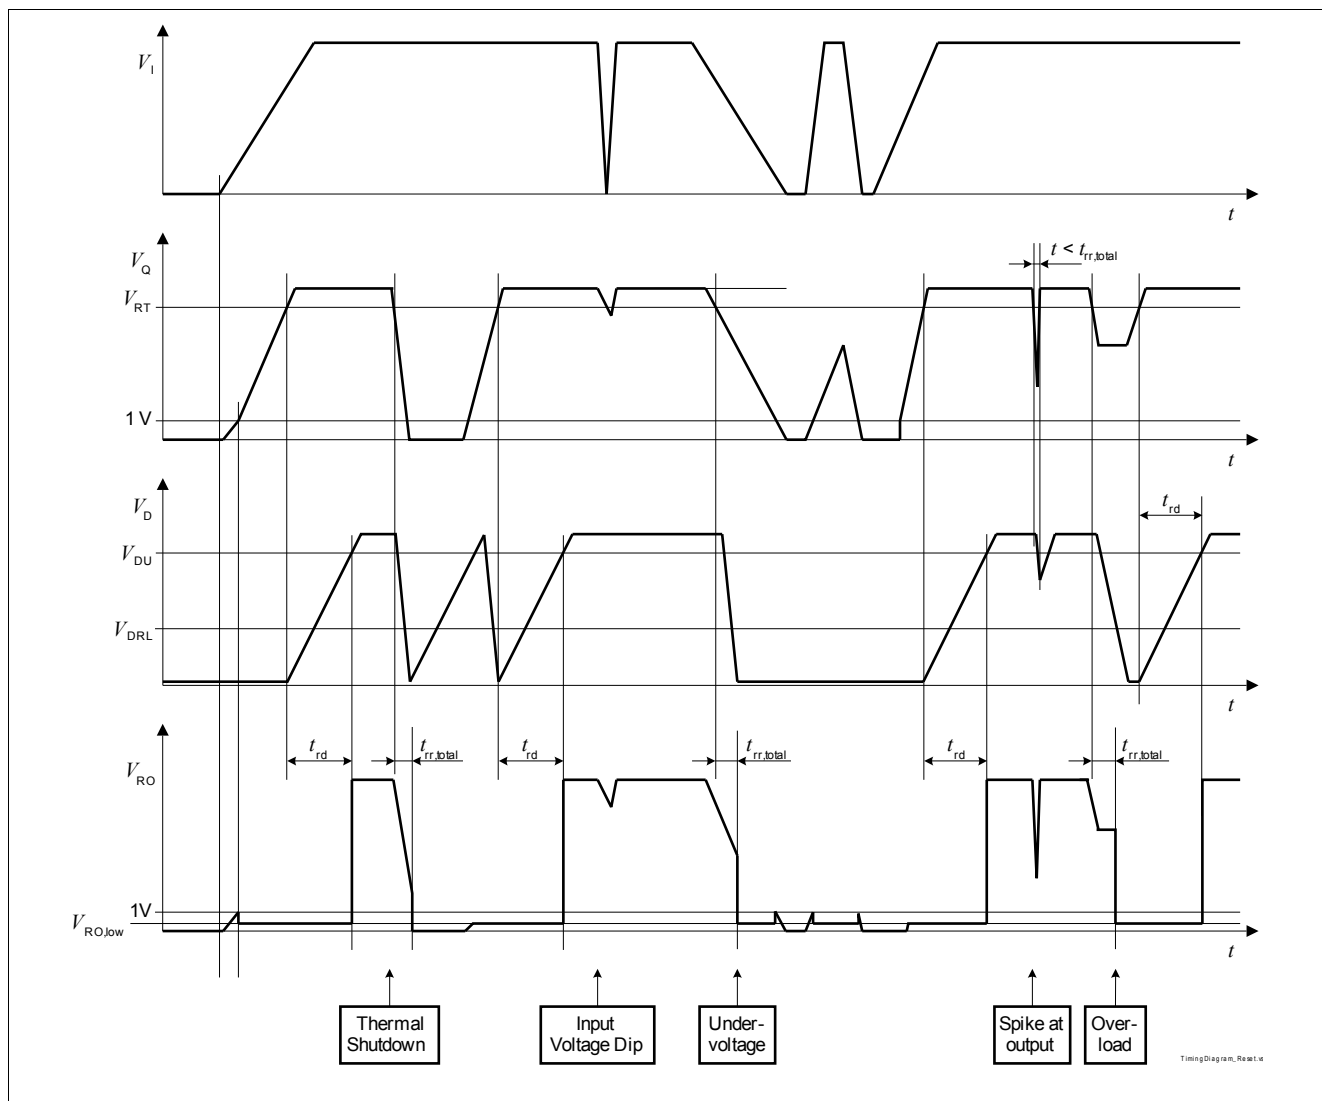 V_I
t
V_Q
t < t_rr,total
V_RT
1 V
t
V_D
t_rd
V_DU
V_DRL
t
t_rd
t_rr,total
t_rd
t_rr,total
t_rd
t_rr,total
V_RO
1V
V_RO,low
t
Thermal
Shutdown
Input
Voltage Dip
Under-
voltage
Spike at
output
Over-
load
TimingDiagram_Reset.vs